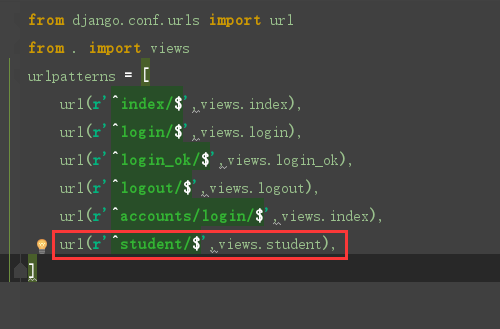 from django.conf.urls import url
from . import views
urlpatterns = [
url(r'^index/$',views.index),
url(r'^login/$',views.login),
url(r'^login_ok/$',views.login_ok),
url(r'^logout/$',views.logout),
url(r'^accounts/login/$',views.index),
url(r'^student/$',views.student),
]